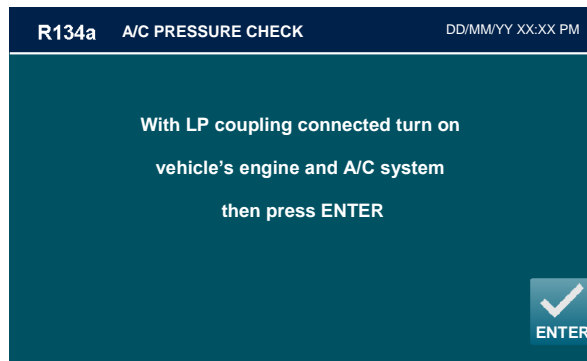 R134a A/C PRESSURE CHECK DD/MM/YY XX:XX PM
With LP coupling connected turn on
vehicle's engine and A/C system
then press ENTER
ENTER